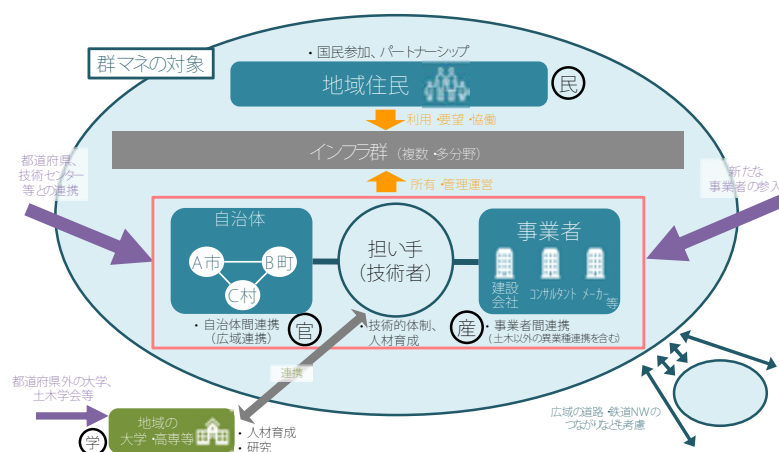 ・国民参加、パートナーシップ
群マネの対象
地域住民
民
利用・要望・協働
インフラ群（複数・多分野）
都道府県、
技術センター
等との連携
所有・管理運営
新たな
事業者の参入
自治体
A市
B町
C村
担い手
（技術者）
事業者
建設
会社
コンサルタント
メーカー
等
・自治体間連携
（広域連携）
官
・技術的体制、
人材育成
産
・事業者間連携
（土木以外の異業種連携を含む）
連携
都道府県外の大学、
土木学会等
地域の
大学・高専等
学
・人材育成
・研究
広域の道路・鉄道NWの
つながりなども考慮